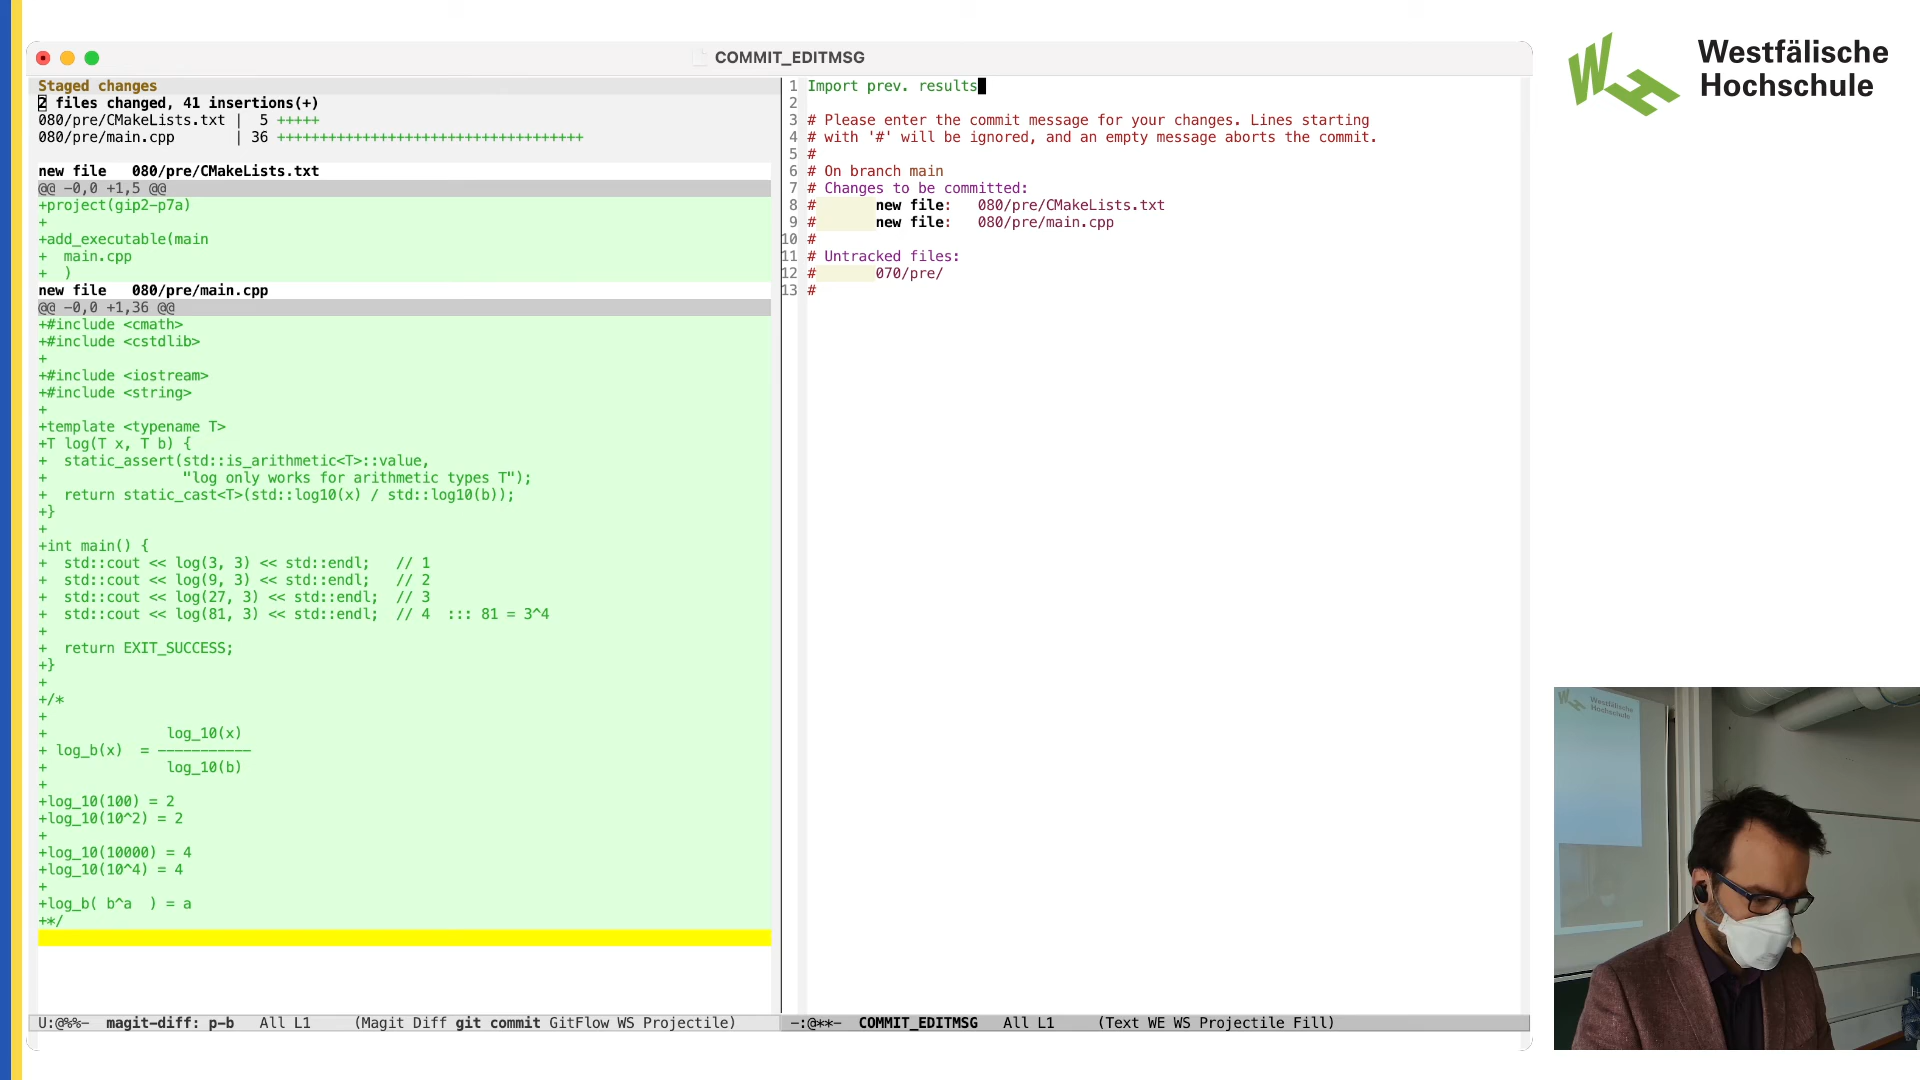 COMMIT_EDITMSG
Westfälische
Hochschule
Staged changes
2 files changed, 41 insertions(+)
080/pre/CMakeLists.txt |  5 +++++
080/pre/main.cpp       | 36 ++++++++++++++++++++++++++++++++++++
new file   080/pre/CMakeLists.txt
@@ -0,0 +1,5 @@
+project(gip2-p7a)
+
+add_executable(main
+  main.cpp
+  )
new file   080/pre/main.cpp
@@ -0,0 +1,36 @@
+#include <cmath>
+#include <cstdlib>
+
+#include <iostream>
+#include <string>
+
+template <typename T>
+T log(T x, T b) {
+  static_assert(std::is_arithmetic<T>::value,
+                "log only works for arithmetic types T");
+  return static_cast<T>(std::log10(x) / std::log10(b));
+}
+
+int main() {
+  std::cout << log(3, 3) << std::endl;   // 1
+  std::cout << log(9, 3) << std::endl;   // 2
+  std::cout << log(27, 3) << std::endl;  // 3
+  std::cout << log(81, 3) << std::endl;  // 4  ::: 81 = 3^4
+
+  return EXIT_SUCCESS;
+}
+
+/*
+
+              log_10(x)
+ log_b(x)  = -----------
+              log_10(b)
+
+log_10(100) = 2
+log_10(10^2) = 2
+
+log_10(10000) = 4
+log_10(10^4) = 4
+
+log_b( b^a  ) = a
+*/
U:@%%-  magit-diff: p-b   All L1     (Magit Diff git commit GitFlow WS Projectile)
1 Import prev. results
2
3 # Please enter the commit message for your changes. Lines starting
4 # with '#' will be ignored, and an empty message aborts the commit.
5 #
6 # On branch main
7 # Changes to be committed:
8 #       new file:   080/pre/CMakeLists.txt
9 #       new file:   080/pre/main.cpp
10 #
11 # Untracked files:
12 #       070/pre/
13 #
-:@**-  COMMIT_EDITMSG   All L1     (Text WE WS Projectile Fill)
Westfälische
Hochschule